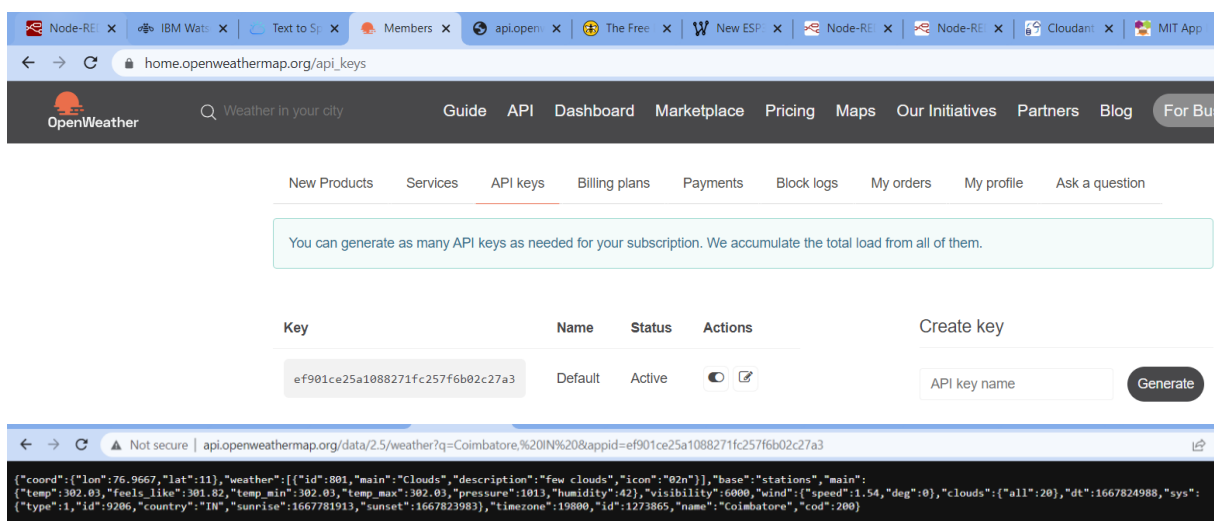 Node-RE IBM Wats Text to Sp Members api.openw The Free New ESP Node-RE Node-RE Cloudant MIT App
home.openweathermap.org/api_keys
OpenWeather Weather in your city Guide API Dashboard Marketplace Pricing Maps Our Initiatives Partners Blog For Bu
New Products Services API keys Billing plans Payments Block logs My orders My profile Ask a question
You can generate as many API keys as needed for your subscription. We accumulate the total load from all of them.
Key Name Status Actions Create key
ef901ce25a1088271fc257f6b02c27a3 Default Active API key name Generate
Not secure | api.openweathermap.org/data/2.5/weather?q=Coimbatore,%20IN%20&appid=ef901ce25a1088271fc257f6b02c27a3
{"coord":{"lon":76.9667,"lat":11},"weather":[{"id":801,"main":"Clouds","description":"few clouds","icon":"02n"}],"base":"stations","main":
{"temp":302.03,"feels_like":301.82,"temp_min":302.03,"temp_max":302.03,"pressure":1013,"humidity":42},"visibility":6000,"wind":{"speed":1.54,"deg":0},"clouds":{"all":20},"dt":1667824988,"sys":
{"type":1,"id":9206,"country":"IN","sunrise":1667781913,"sunset":1667823983},"timezone":19800,"id":1273865,"name":"Coimbatore","cod":200}